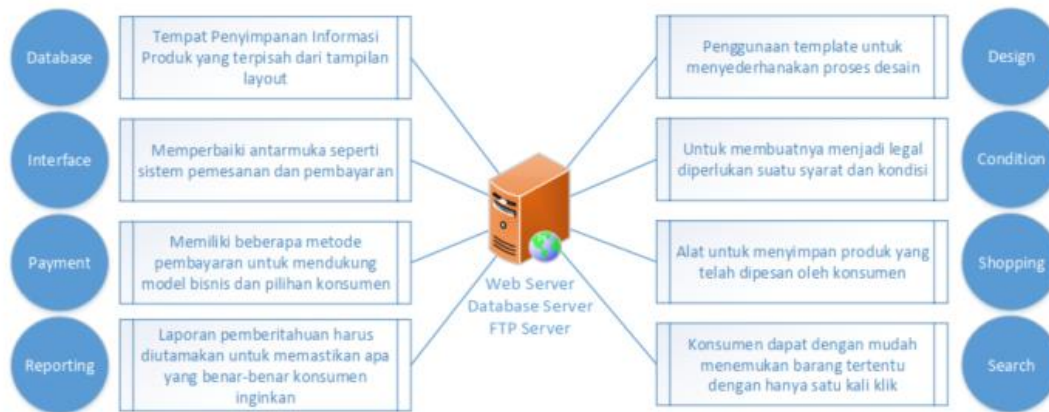 Database
Tempat Penyimpanan Informasi
Produk yang terpisah dari tampilan
layout
Interface
Memperbaiki antarmuka seperti
sistem pemesanan dan pembayaran
Payment
Memiliki beberapa metode
pembayaran untuk mendukung
model bisnis dan pilihan konsumen
Reporting
Laporan pemberitahuan harus
diutamakan untuk memastikan apa
yang benar-benar konsumen
inginkan
Web Server
Database Server
FTP Server
Penggunaan template untuk
menyederhanakan proses desain
Design
Untuk membuatnya menjadi legal
diperlukan suatu syarat dan kondisi
Condition
Alat untuk menyimpan produk yang
telah dipesan oleh konsumen
Shopping
Konsumen dapat dengan mudah
menemukan barang tertentu
dengan hanya satu kali klik
Search